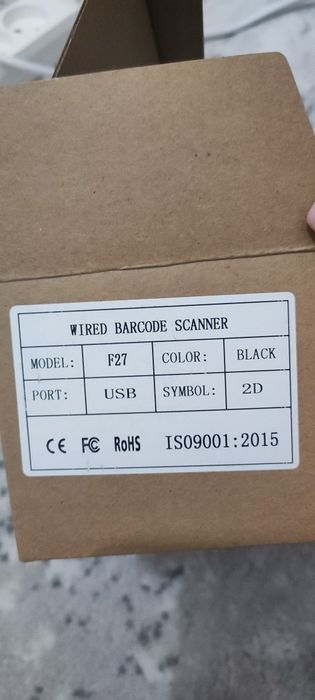 WIRED BARCODE SCANNER
MODEL: F27 COLOR: BLACK
PORT: USB SYMBOL: 2D
CE FC RoHS ISO9001:2015